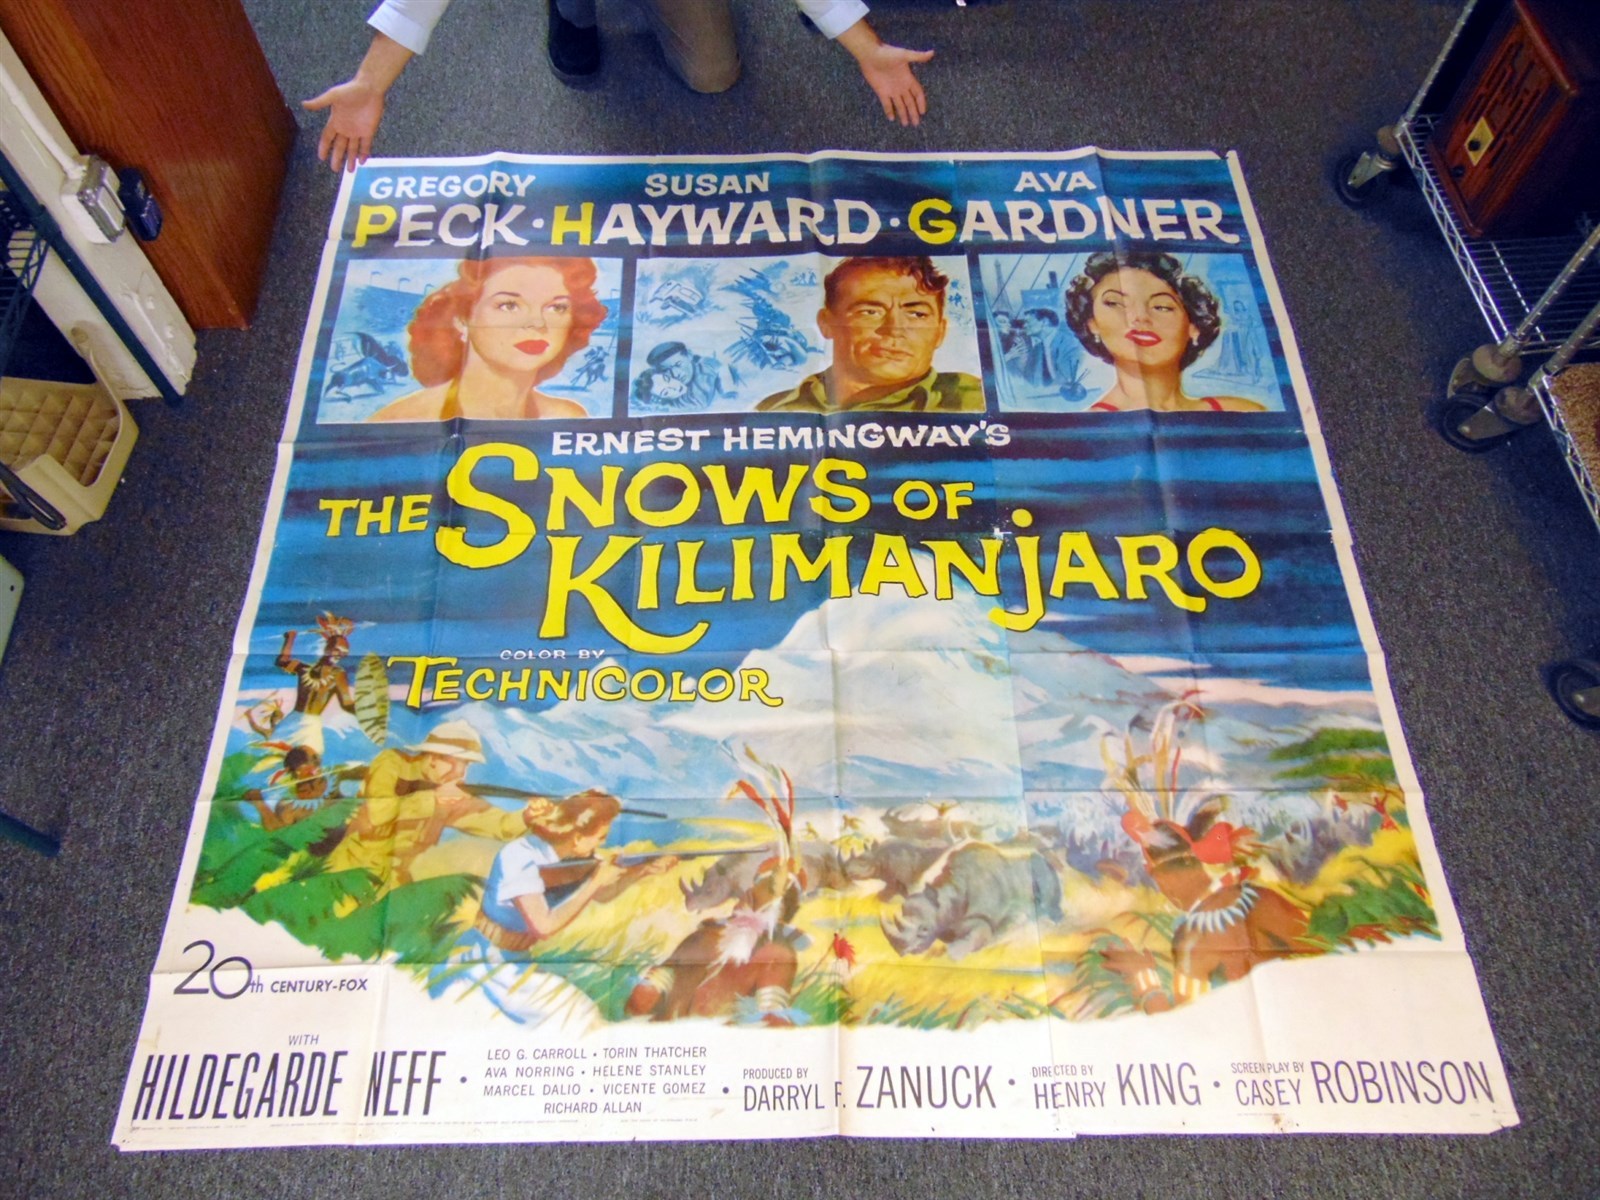 GREGORY SUSAN AVA
PECK · HAYWARD · GARDNER
ERNEST HEMINGWAY'S
THE SNOWS OF
KILIMANJARO
COLOR BY
TECHNICOLOR
20th CENTURY-FOX
WITH
HILDEGARDE NEFF ·
LEO G. CARROLL · TORIN THATCHER
AVA NORRING · HELENE STANLEY
MARCEL DALIO · VICENTE GOMEZ ·
RICHARD ALLAN
PRODUCED BY
DARRYL F. ZANUCK ·
DIRECTED BY
HENRY KING ·
SCREEN PLAY BY
CASEY ROBINSON